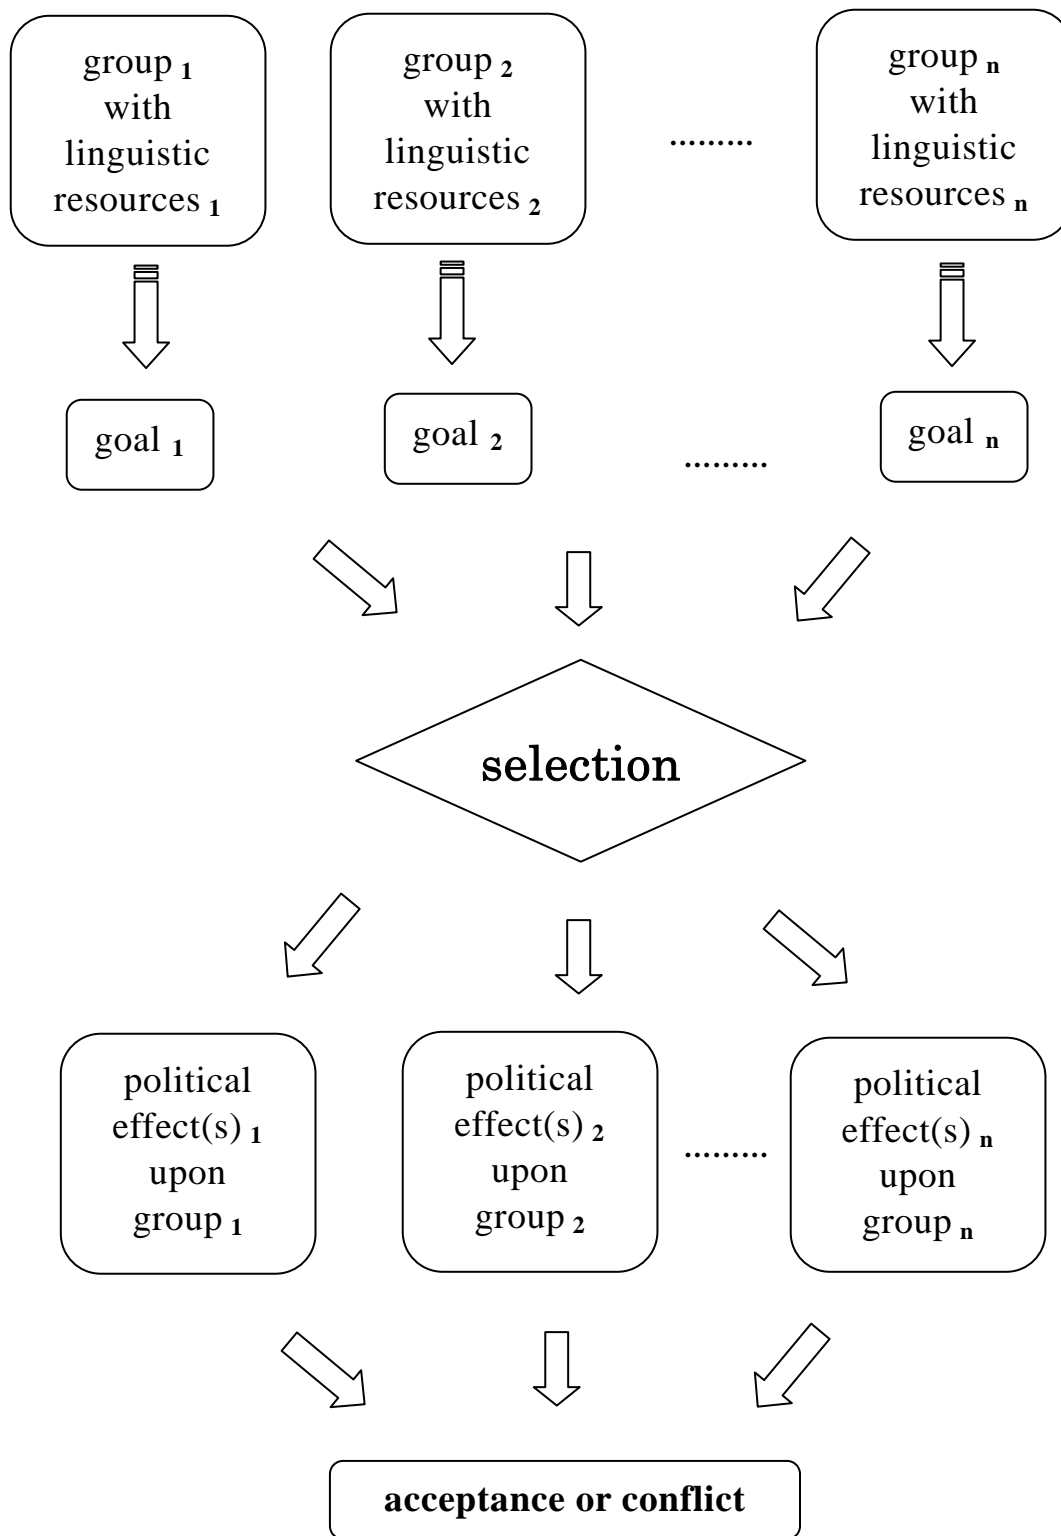 group 1
with
linguistic
resources 1
group 2
with
linguistic
resources 2
.........
group n
with
linguistic
resources n
goal 1
goal 2
.........
goal n
selection
political
effect(s) 1
upon
group 1
political
effect(s) 2
upon
group 2
.........
political
effect(s) n
upon
group n
acceptance or conflict